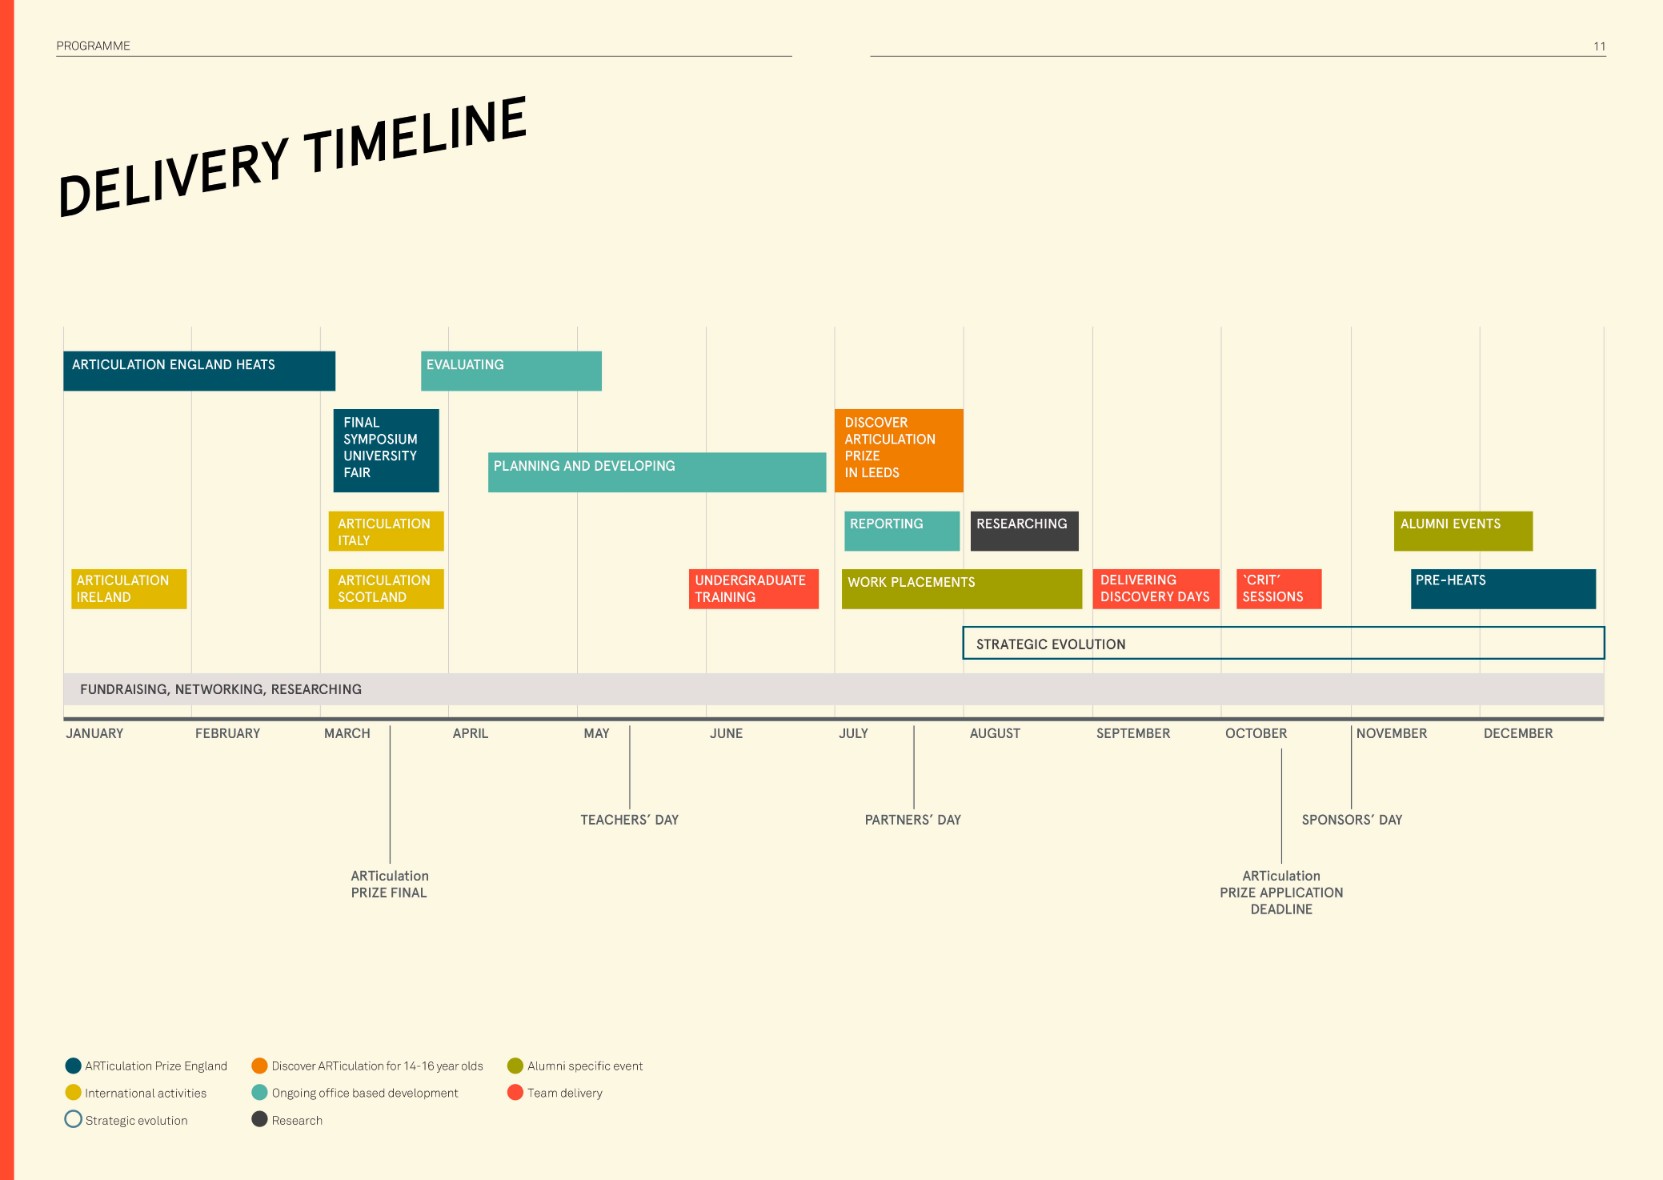 PROGRAMME
11
DELIVERY TIMELINE
ARTICULATION ENGLAND HEATS
EVALUATING
FINAL
SYMPOSIUM
UNIVERSITY
FAIR
DISCOVER
ARTICULATION
PRIZE
IN LEEDS
PLANNING AND DEVELOPING
ARTICULATION
ITALY
REPORTING
RESEARCHING
ALUMNI EVENTS
ARTICULATION
IRELAND
ARTICULATION
SCOTLAND
UNDERGRADUATE
TRAINING
WORK PLACEMENTS
DELIVERING
DISCOVERY DAYS
‘CRIT’
SESSIONS
PRE-HEATS
STRATEGIC EVOLUTION
FUNDRAISING, NETWORKING, RESEARCHING
JANUARY
FEBRUARY
MARCH
APRIL
MAY
JUNE
JULY
AUGUST
SEPTEMBER
OCTOBER
NOVEMBER
DECEMBER
TEACHERS’ DAY
PARTNERS’ DAY
SPONSORS’ DAY
ARTiculation
PRIZE FINAL
ARTiculation
PRIZE APPLICATION
DEADLINE
ARTiculation Prize England
Discover ARTiculation for 14-16 year olds
Alumni specific event
International activities
Ongoing office based development
Team delivery
Strategic evolution
Research